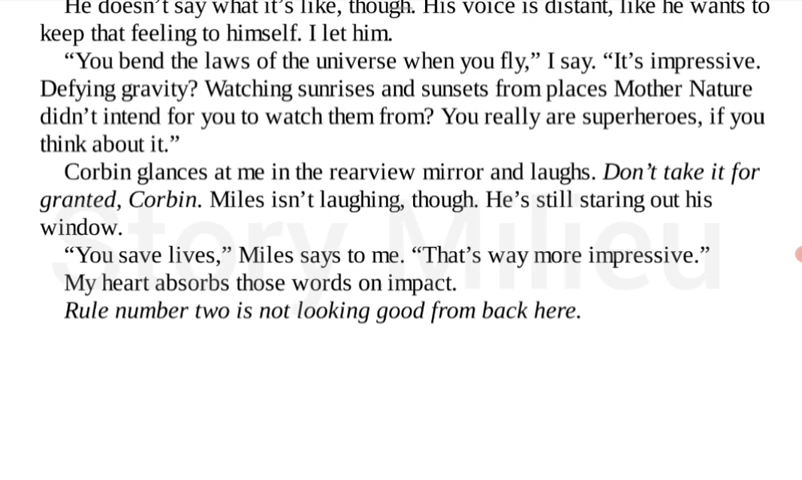 He doesn’t say what it’s like, though. His voice is distant, like he wants to
keep that feeling to himself. I let him.
“You bend the laws of the universe when you fly,” I say. “It’s impressive.
Defying gravity? Watching sunrises and sunsets from places Mother Nature
didn’t intend for you to watch them from? You really are superheroes, if you
think about it.”
Corbin glances at me in the rearview mirror and laughs. Don’t take it for
granted, Corbin. Miles isn’t laughing, though. He’s still staring out his
window.
“You save lives,” Miles says to me. “That’s way more impressive.”
My heart absorbs those words on impact.
Rule number two is not looking good from back here.
Story Milieu